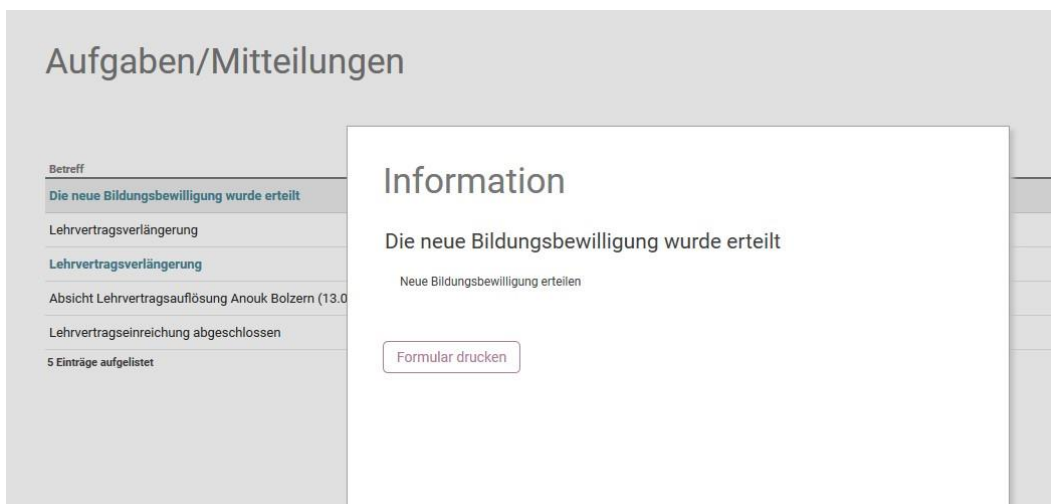 Aufgaben/Mitteilungen
Betreff
Die neue Bildungsbewilligung wurde erteilt
Lehrvertragsverlängerung
Lehrvertragsverlängerung
Absicht Lehrvertragsauflösung Anouk Bolzern (13.0
Lehrvertragseinreichung abgeschlossen
5 Einträge aufgelistet
Information
Die neue Bildungsbewilligung wurde erteilt
Neue Bildungsbewilligung erteilen
Formular drucken